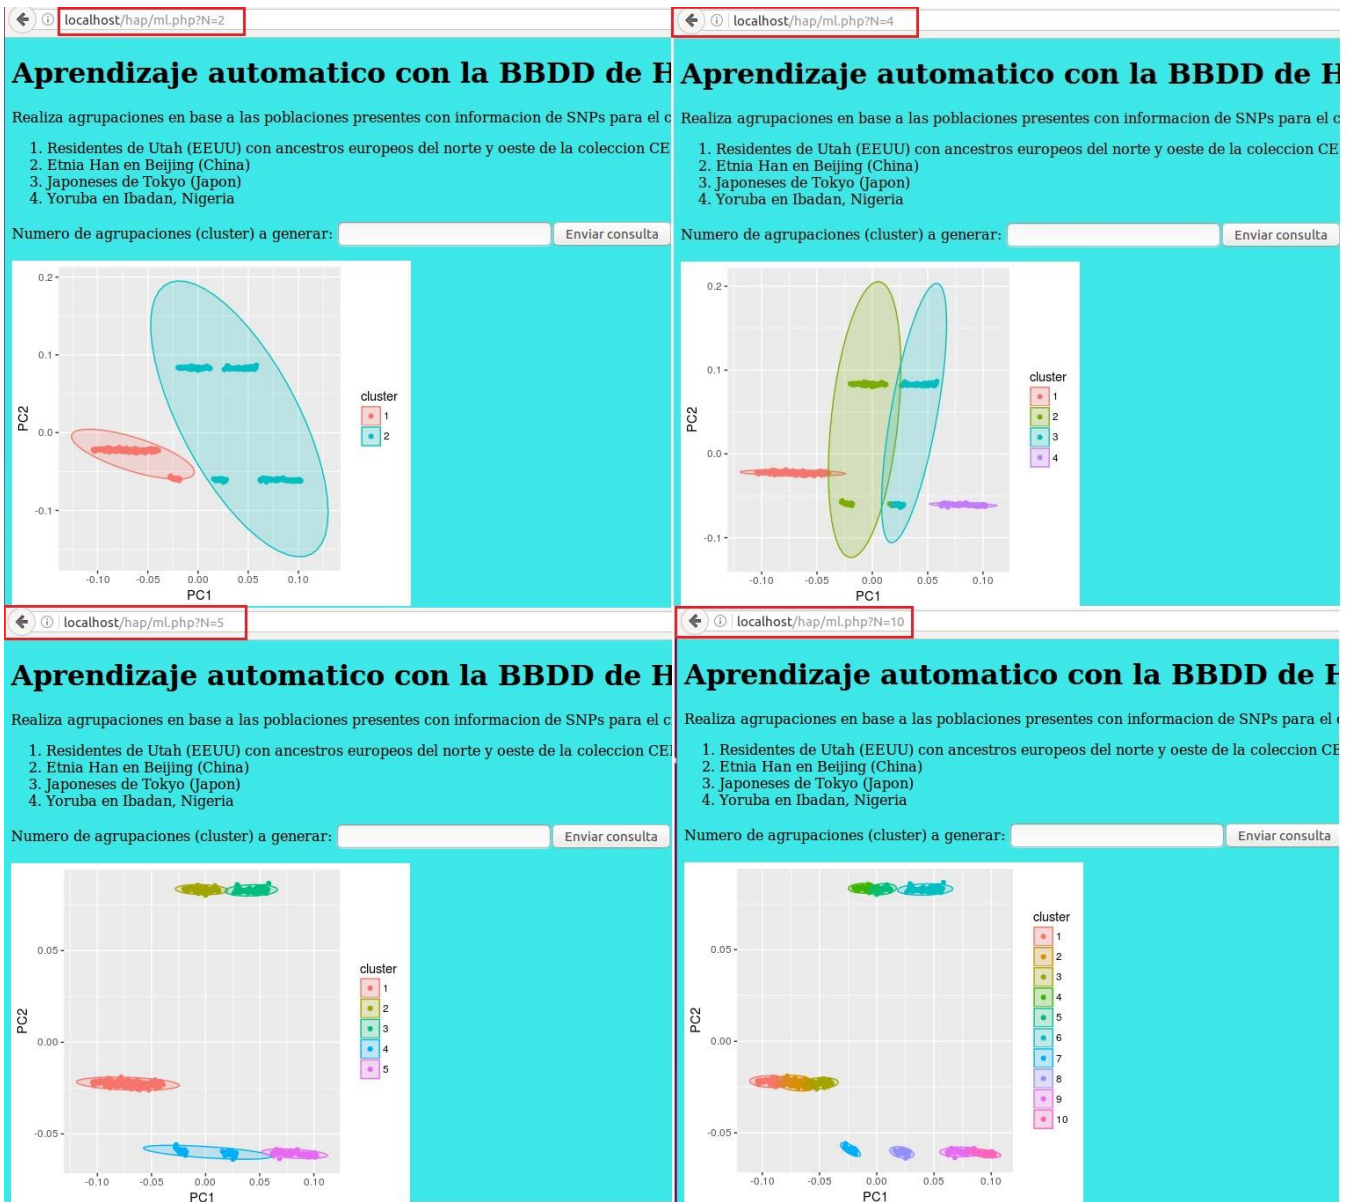 localhost/hap/ml.php?N=2
Aprendizaje automatico con la BBDD de H
Realiza agrupaciones en base a las poblaciones presentes con informacion de SNPs para el c
1. Residentes de Utah (EEUU) con ancestros europeos del norte y oeste de la coleccion CE
2. Etnia Han en Beijing (China)
3. Japoneses de Tokyo (Japon)
4. Yoruba en Ibadan, Nigeria
Numero de agrupaciones (cluster) a generar:
Enviar consulta
0.2
0.1
0.0
-0.1
PC2
-0.10 -0.05 0.00 0.05 0.10
PC1
cluster
1
2
localhost/hap/ml.php?N=4
Aprendizaje automatico con la BBDD de H
Realiza agrupaciones en base a las poblaciones presentes con informacion de SNPs para el c
1. Residentes de Utah (EEUU) con ancestros europeos del norte y oeste de la coleccion CE
2. Etnia Han en Beijing (China)
3. Japoneses de Tokyo (Japon)
4. Yoruba en Ibadan, Nigeria
Numero de agrupaciones (cluster) a generar:
Enviar consulta
0.2
0.1
0.0
-0.1
PC2
-0.10 -0.05 0.00 0.05 0.10
PC1
cluster
1
2
3
4
localhost/hap/ml.php?N=5
Aprendizaje automatico con la BBDD de H
Realiza agrupaciones en base a las poblaciones presentes con informacion de SNPs para el c
1. Residentes de Utah (EEUU) con ancestros europeos del norte y oeste de la coleccion CE
2. Etnia Han en Beijing (China)
3. Japoneses de Tokyo (Japon)
4. Yoruba en Ibadan, Nigeria
Numero de agrupaciones (cluster) a generar:
Enviar consulta
0.05
0.00
-0.05
PC2
-0.10 -0.05 0.00 0.05 0.10
PC1
cluster
1
2
3
4
5
localhost/hap/ml.php?N=10
Aprendizaje automatico con la BBDD de H
Realiza agrupaciones en base a las poblaciones presentes con informacion de SNPs para el
1. Residentes de Utah (EEUU) con ancestros europeos del norte y oeste de la coleccion CE
2. Etnia Han en Beijing (China)
3. Japoneses de Tokyo (Japon)
4. Yoruba en Ibadan, Nigeria
Numero de agrupaciones (cluster) a generar:
Enviar consulta
0.05
0.00
-0.05
PC2
-0.10 -0.05 0.00 0.05 0.10
PC1
cluster
1
2
3
4
5
6
7
8
9
10